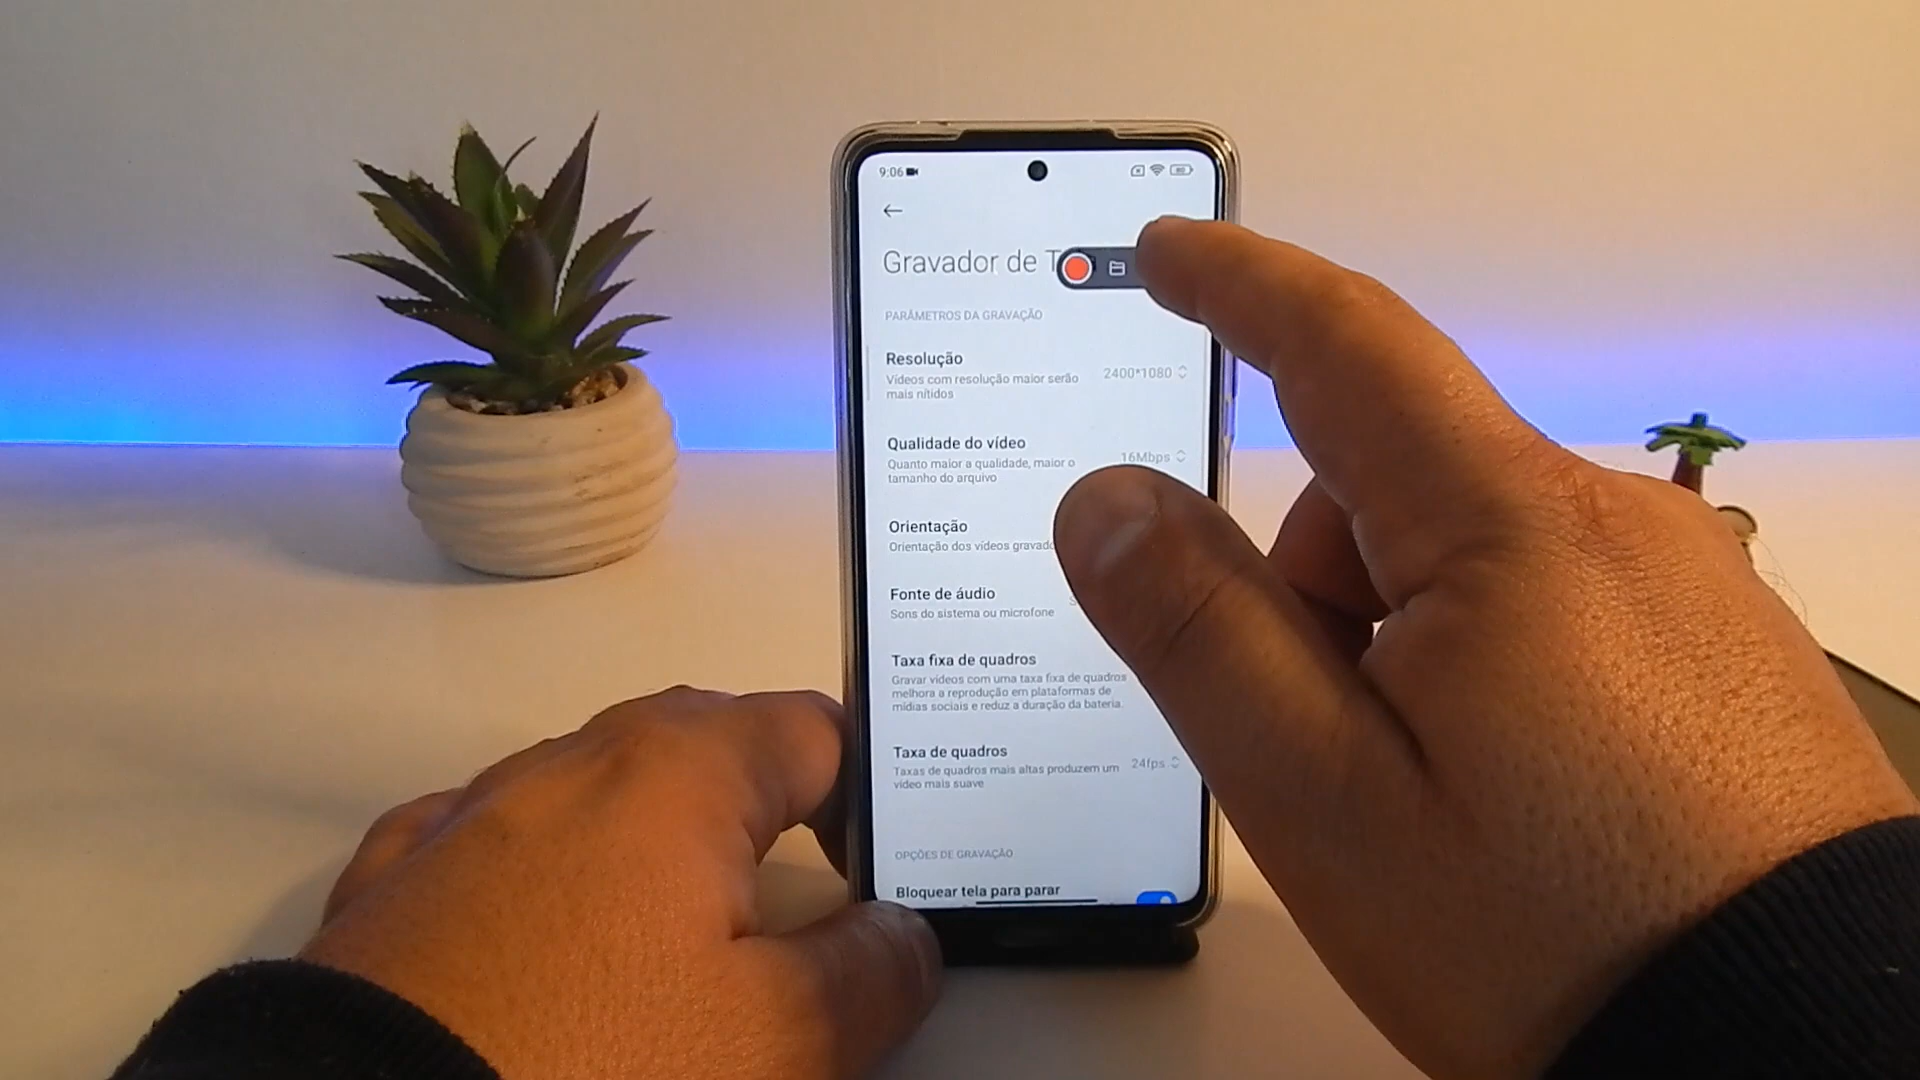 9:06
Gravador de
PARÂMETROS DA GRAVAÇÃO
Resolução
Vídeos com resolução maior serão
mais nítidos
2400*1080
Qualidade do vídeo
Quanto maior a qualidade, maior o
tamanho do arquivo
16Mbps
Orientação
Orientação dos vídeos
Fonte de áudio
Sons do sistema ou microfone
Taxa fixa de quadros
Gravar vídeos com uma taxa fixa de quadros
melhora a reprodução em plataformas de
mídias sociais e reduz a duração da bateria.
Taxa de quadros
Taxas de quadros mais altas produzem um
vídeo mais suave
24fps
OPÇÕES DE GRAVAÇÃO
Bloquear tela para parar